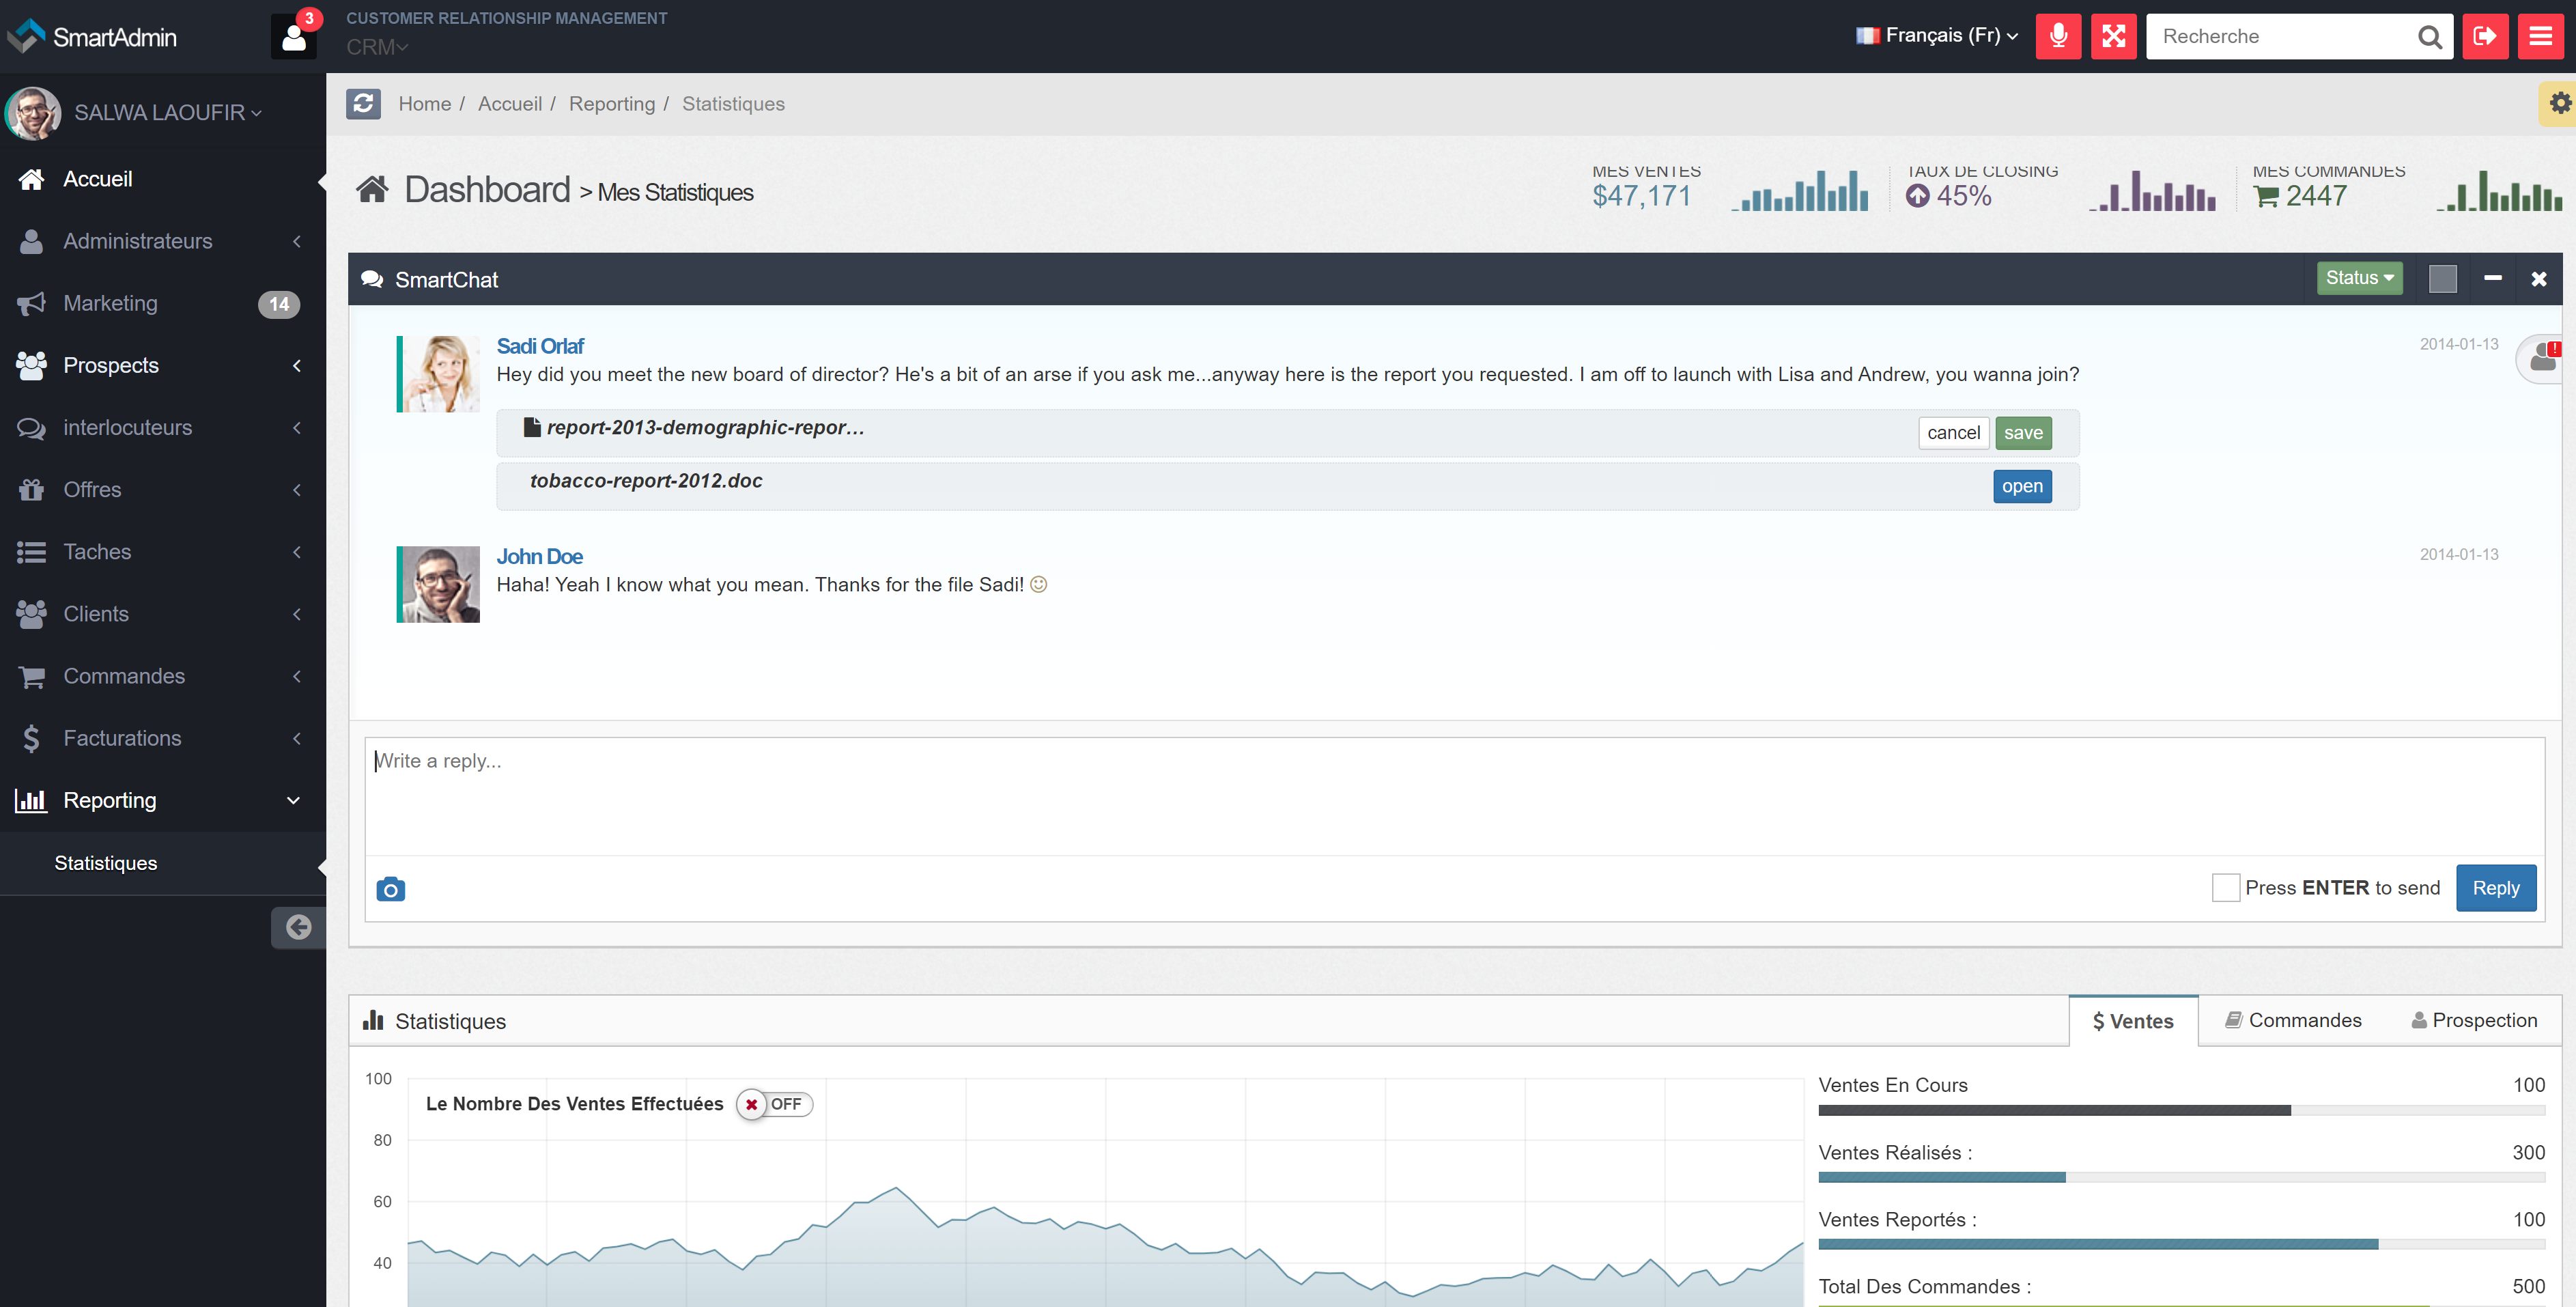 SmartAdmin
3
CUSTOMER RELATIONSHIP MANAGEMENT
CRM
Français (Fr)
Recherche
SALWA LAOUFIR
Home / Accueil / Reporting / Statistiques
Accueil
Administrateurs
Marketing
14
Prospects
interlocuteurs
Offres
Taches
Clients
Commandes
Facturations
Reporting
Statistiques
Dashboard > Mes Statistiques
MES VENTES
$47,171
TAUX DE CLOSING
45%
MES COMMANDES
2447
SmartChat
Status
Sadi Orlaf
2014-01-13
!
Hey did you meet the new board of director? He's a bit of an arse if you ask me...anyway here is the report you requested. I am off to launch with Lisa and Andrew, you wanna join?
report-2013-demographic-repor...
cancel
save
tobacco-report-2012.doc
open
John Doe
2014-01-13
Haha! Yeah I know what you mean. Thanks for the file Sadi!
Write a reply...
Press ENTER to send
Reply
Statistiques
$ Ventes
Commandes
Prospection
100
80
60
40
Le Nombre Des Ventes Effectuées
OFF
Ventes En Cours 100
Ventes Réalisés : 300
Ventes Reportés : 100
Total Des Commandes : 500